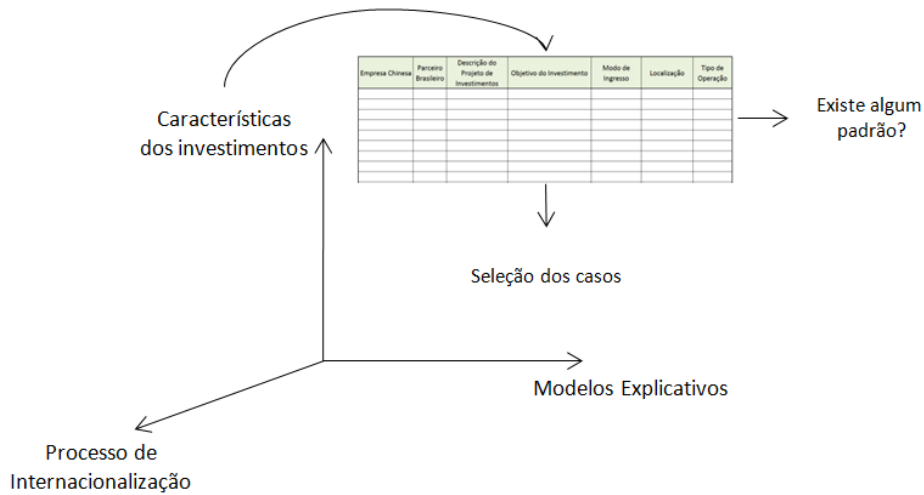 Empresa Chinesa
Parceiro
Brasileiro
Descrição do
Projeto de
Investimentos
Objetivo do Investimento
Modo de
Ingresso
Localização
Tipo de
Operação
Características
dos investimentos
Existe algum
padrão?
Seleção dos casos
Modelos Explicativos
Processo de
Internacionalização